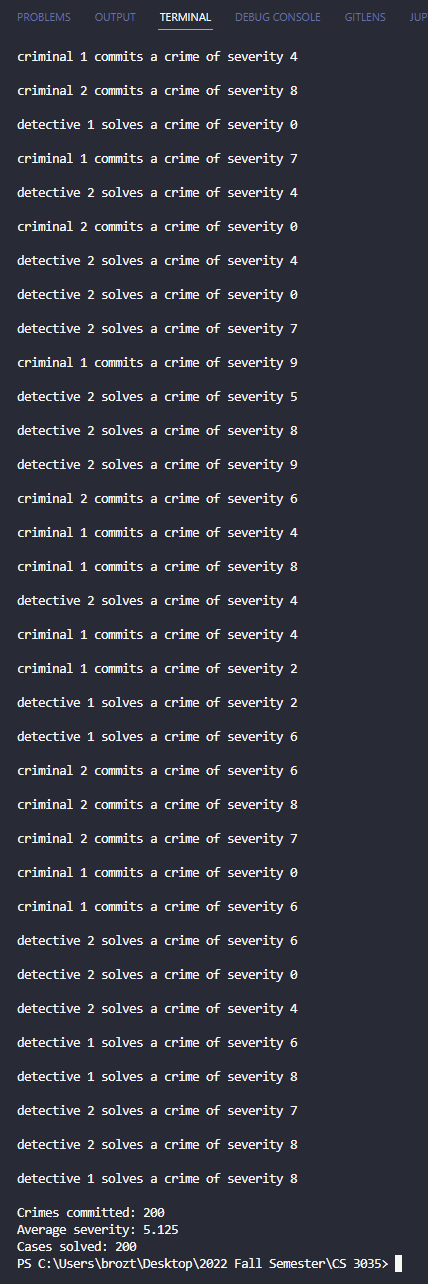 PROBLEMS OUTPUT TERMINAL DEBUG CONSOLE GITLENS JUP
criminal 1 commits a crime of severity 4
criminal 2 commits a crime of severity 8
detective 1 solves a crime of severity 0
criminal 1 commits a crime of severity 7
detective 2 solves a crime of severity 4
criminal 2 commits a crime of severity 0
detective 2 solves a crime of severity 4
detective 2 solves a crime of severity 0
detective 2 solves a crime of severity 7
criminal 1 commits a crime of severity 9
detective 2 solves a crime of severity 5
detective 2 solves a crime of severity 8
detective 2 solves a crime of severity 9
criminal 2 commits a crime of severity 6
criminal 1 commits a crime of severity 4
criminal 1 commits a crime of severity 8
detective 2 solves a crime of severity 4
criminal 1 commits a crime of severity 4
criminal 1 commits a crime of severity 2
detective 1 solves a crime of severity 2
detective 1 solves a crime of severity 6
criminal 2 commits a crime of severity 6
criminal 2 commits a crime of severity 8
criminal 2 commits a crime of severity 7
criminal 1 commits a crime of severity 0
criminal 1 commits a crime of severity 6
detective 2 solves a crime of severity 6
detective 2 solves a crime of severity 0
detective 2 solves a crime of severity 4
detective 1 solves a crime of severity 6
detective 1 solves a crime of severity 8
detective 2 solves a crime of severity 7
detective 2 solves a crime of severity 8
detective 1 solves a crime of severity 8
Crimes committed: 200
Average severity: 5.125
Cases solved: 200
PS C:\Users\brozt\Desktop\2022 Fall Semester\CS 3035>